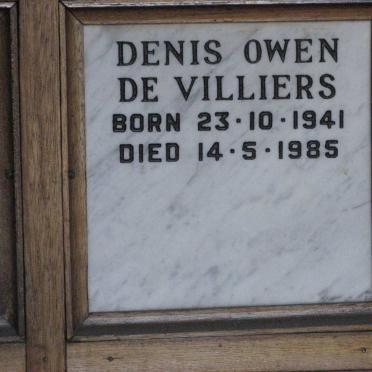 DENIS OWEN
DE VILLIERS
BORN 23·10·1941
DIED 14·5·1985